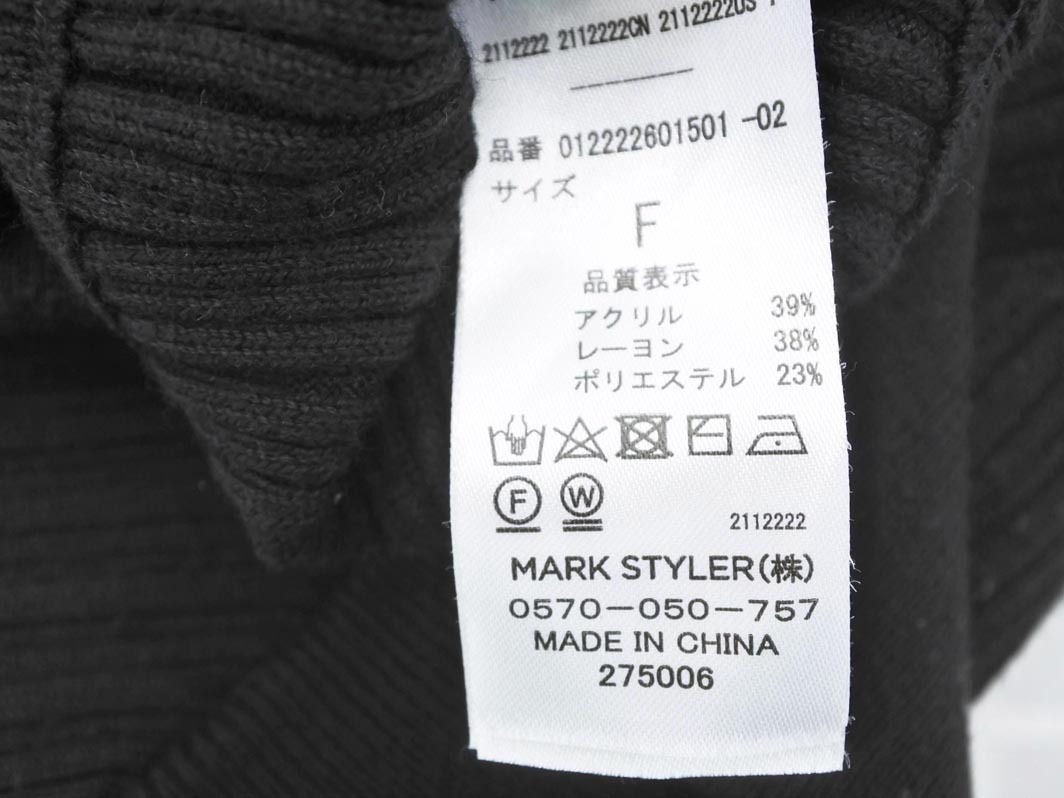 2112222 2112222CN 2112222US
品番 012222601501 -02
サイズ
F
品質表示
アクリル 39%
レーヨン 38%
ポリエステル 23%
F W
2112222
MARK STYLER(株)
0570-050-757
MADE IN CHINA
275006